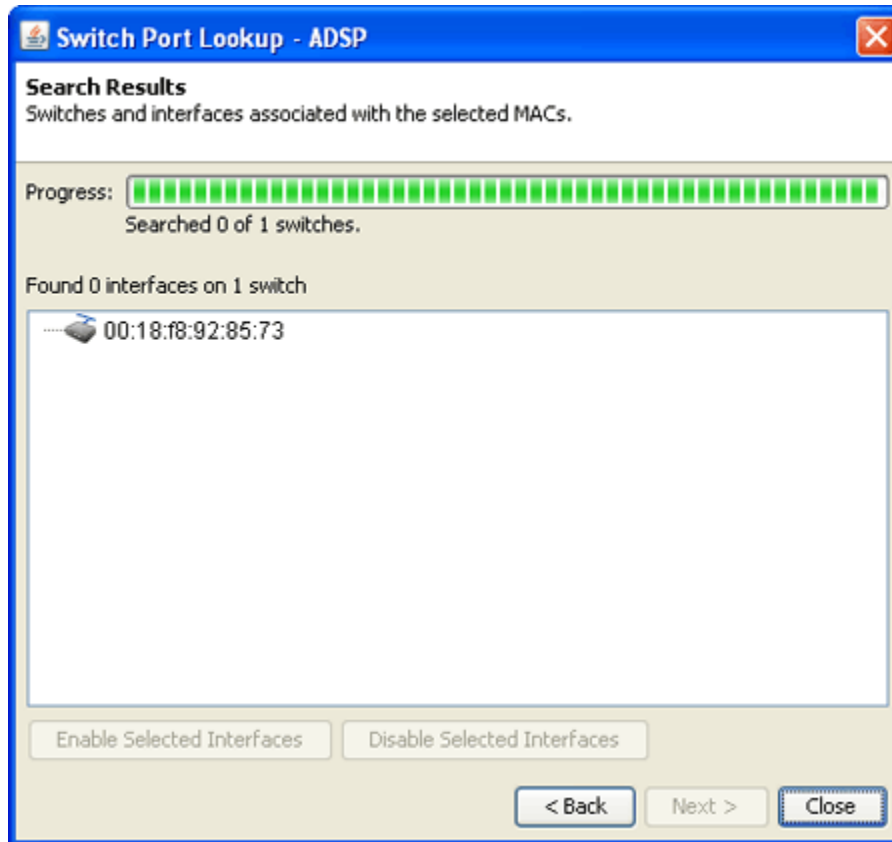 Switch Port Lookup - ADSP
Search Results
Switches and interfaces associated with the selected MACs.
Progress:
Searched 0 of 1 switches.
Found 0 interfaces on 1 switch
00:18:f8:92:85:73
Enable Selected Interfaces Disable Selected Interfaces
< Back Next > Close